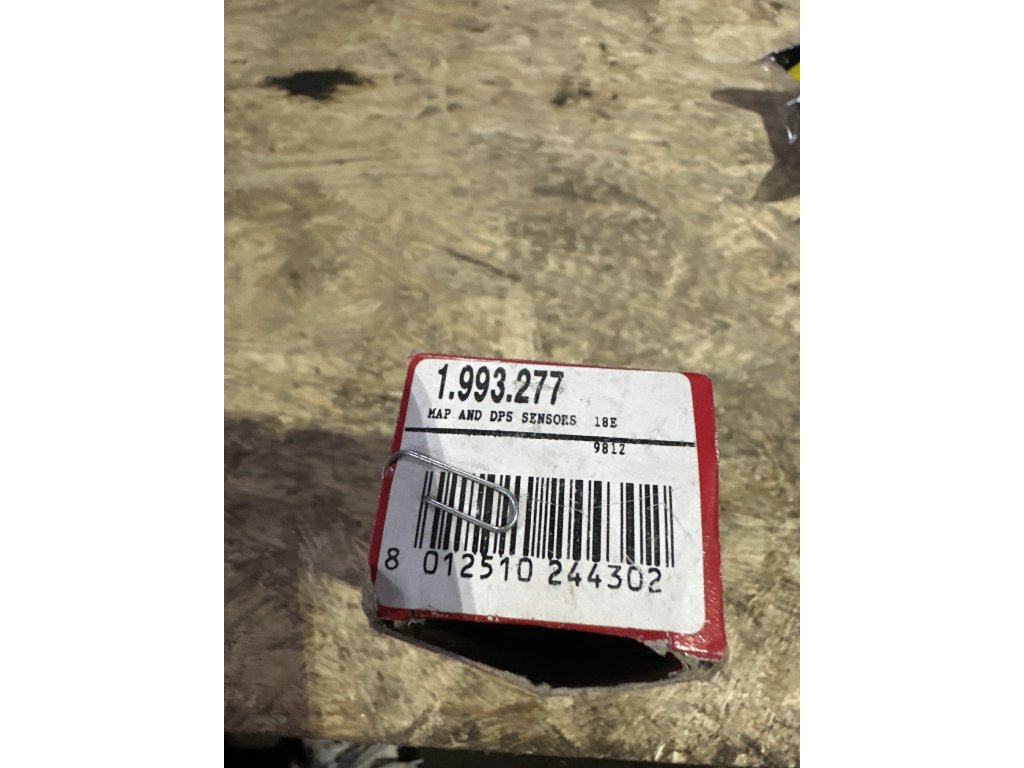 1.993.277
MAP AND DPS SENSORS 18E
9812
8 012510 244302